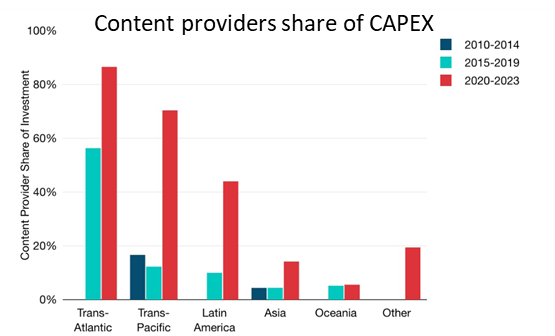 Content providers share of CAPEX
100%
80%
60%
40%
20%
0%
Content Provider Share of Investment
2010-2014
2015-2019
2020-2023
Trans-
Atlantic
Trans-
Pacific
Latin
America
Asia
Oceania
Other